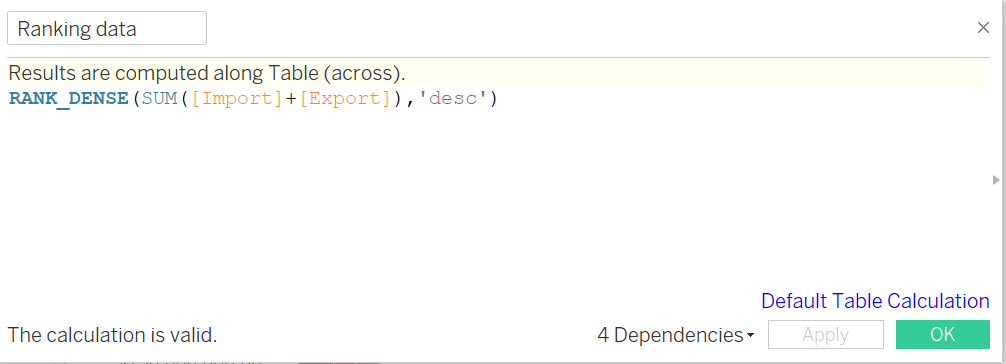 Ranking data
Results are computed along Table (across).
RANK_DENSE(SUM([Import]+[Export]),'desc')
Default Table Calculation
The calculation is valid.
4 Dependencies
Apply
OK